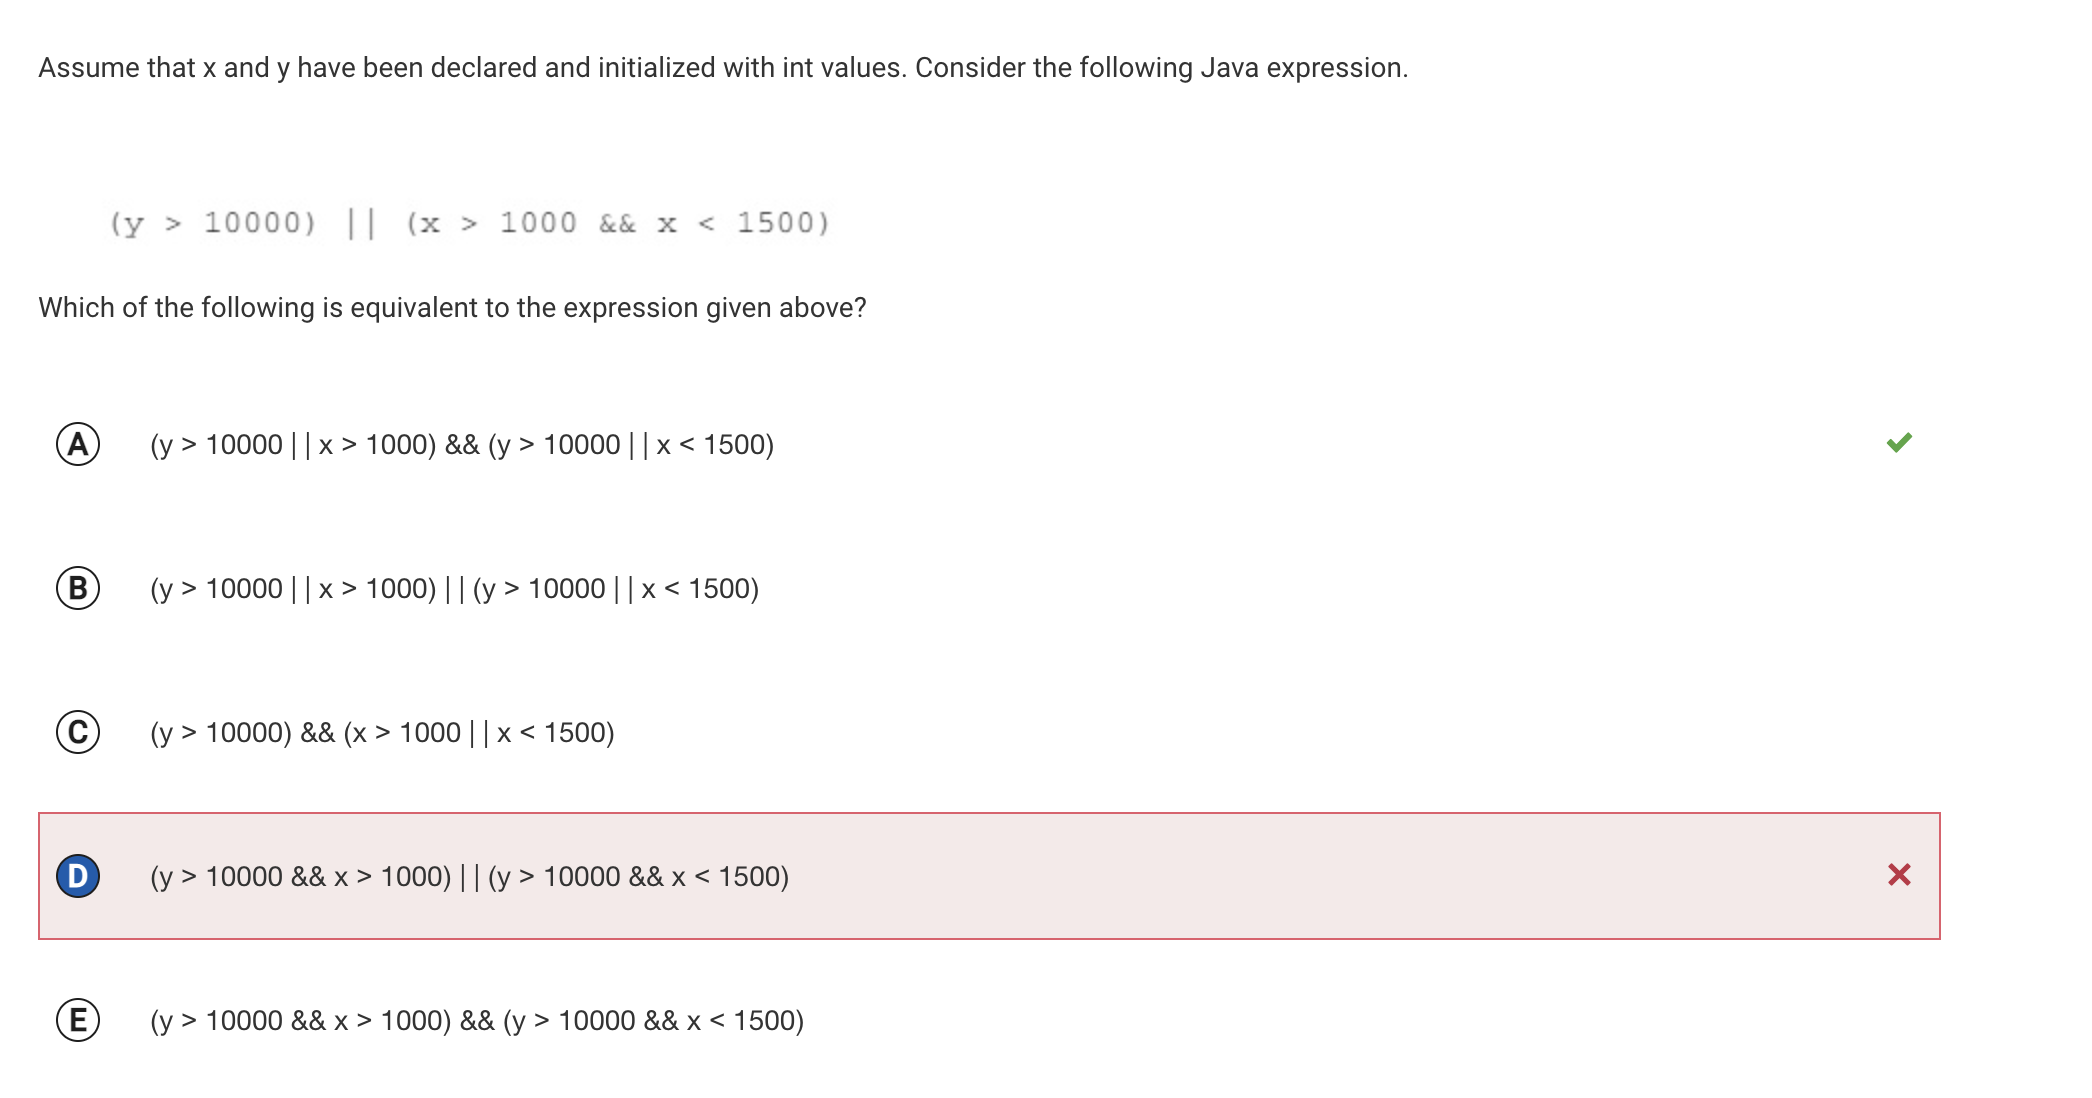 Assume that x and y have been declared and initialized with int values. Consider the following Java expression.
(y > 10000) || (x > 1000 && x < 1500)
Which of the following is equivalent to the expression given above?
A (y > 10000 || x > 1000) && (y > 10000 || x < 1500)
B (y > 10000 || x > 1000) || (y > 10000 || x < 1500)
C (y > 10000) && (x > 1000 || x < 1500)
D (y > 10000 && x > 1000) || (y > 10000 && x < 1500)
E (y > 10000 && x > 1000) && (y > 10000 && x < 1500)